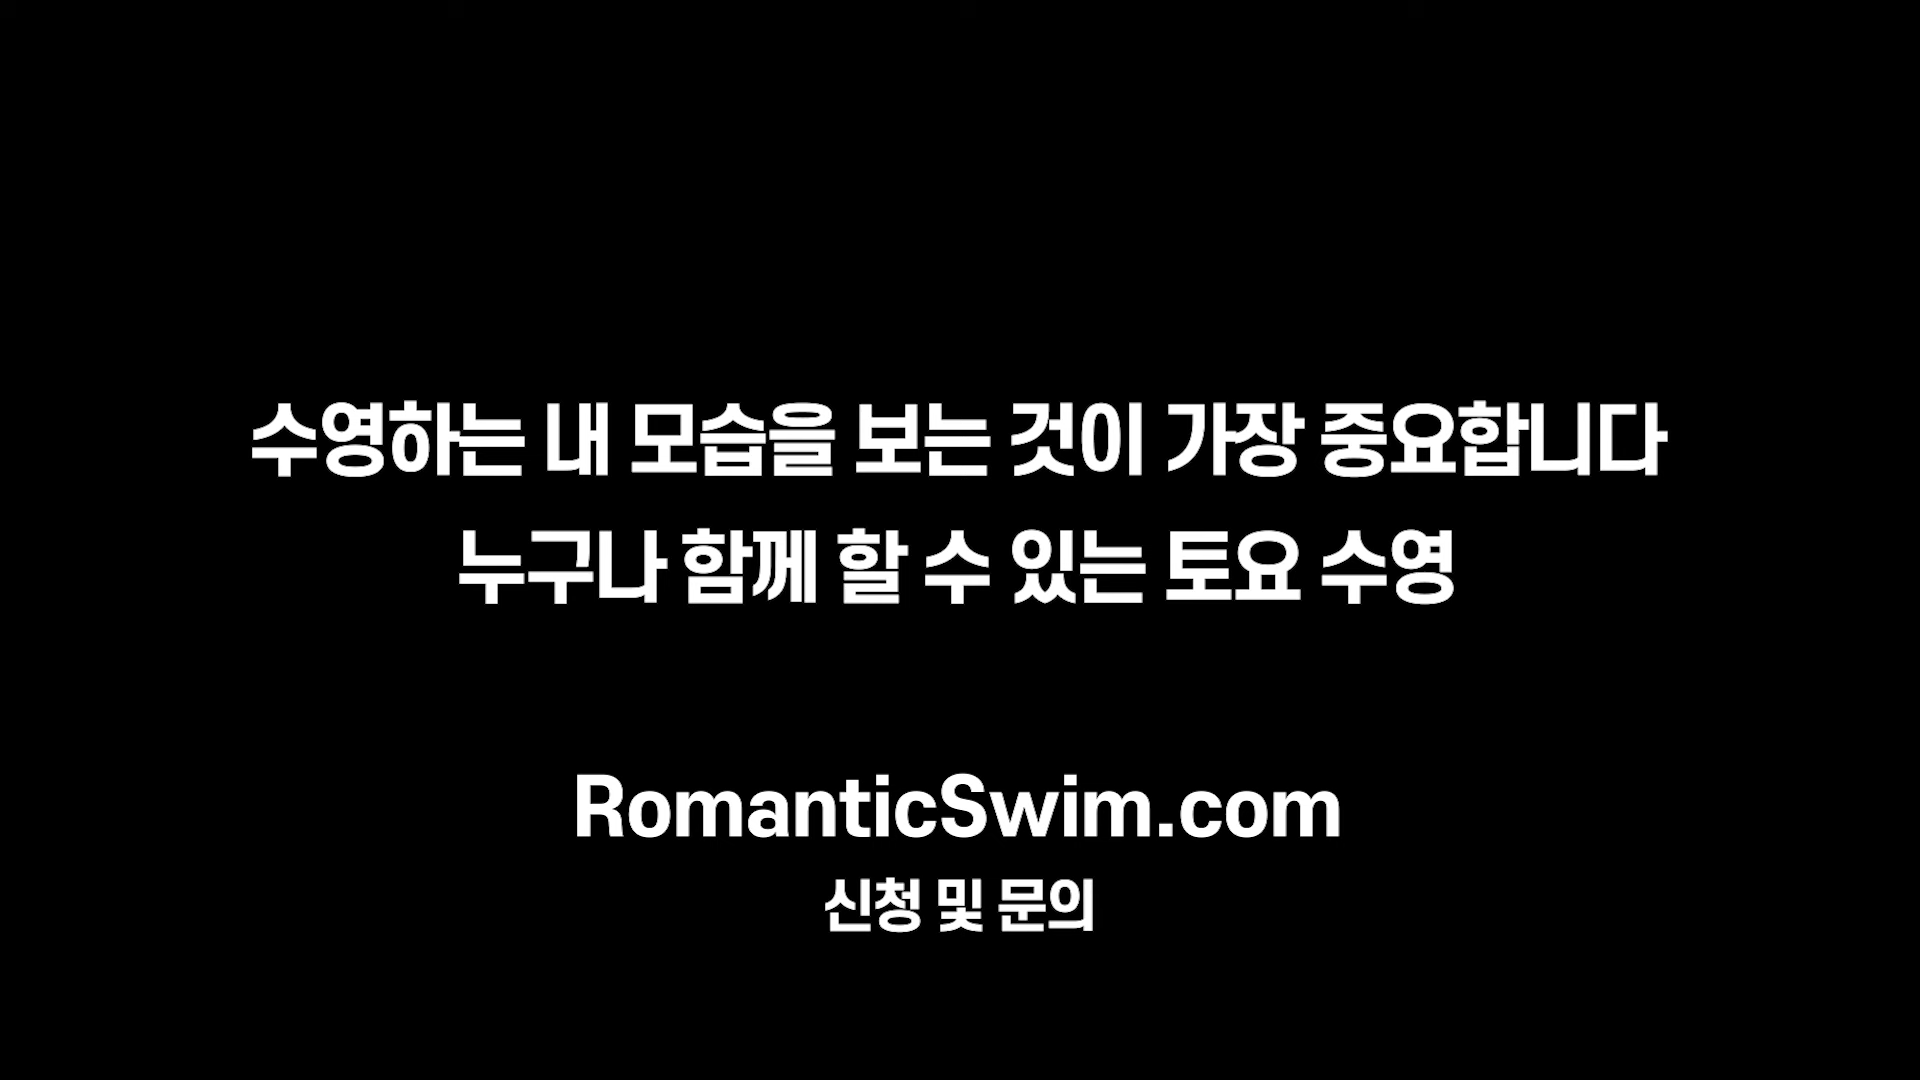 수영하는 내 모습을 보는 것이 가장 중요합니다
누구나 함께 할 수 있는 토요 수영
RomanticSwim.com
신청 및 문의